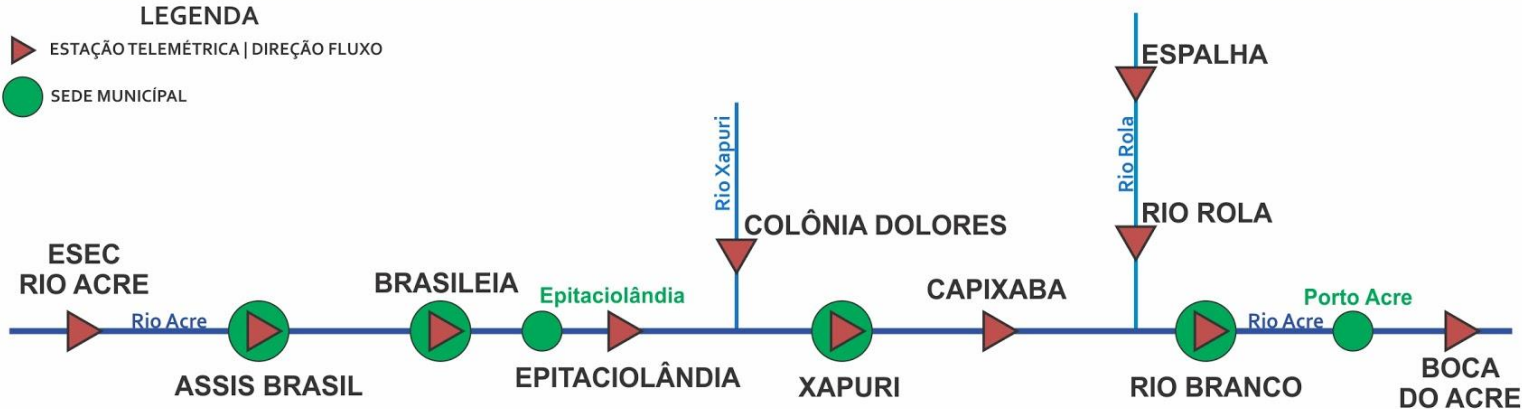 LEGENDA
ESTAÇÃO TELEMÉTRICA | DIREÇÃO FLUXO
SEDE MUNICÍPAL
ESPALHA
Rio Xapuri
Rio Rola
COLÔNIA DOLORES
RIO ROLA
ESEC
RIO ACRE
BRASILEIA
Epitaciolândia
CAPIXABA
Porto Acre
Rio Acre
Rio Acre
ASSIS BRASIL
EPITACIOLÂNDIA
XAPURI
RIO BRANCO
BOCA
DO ACRE